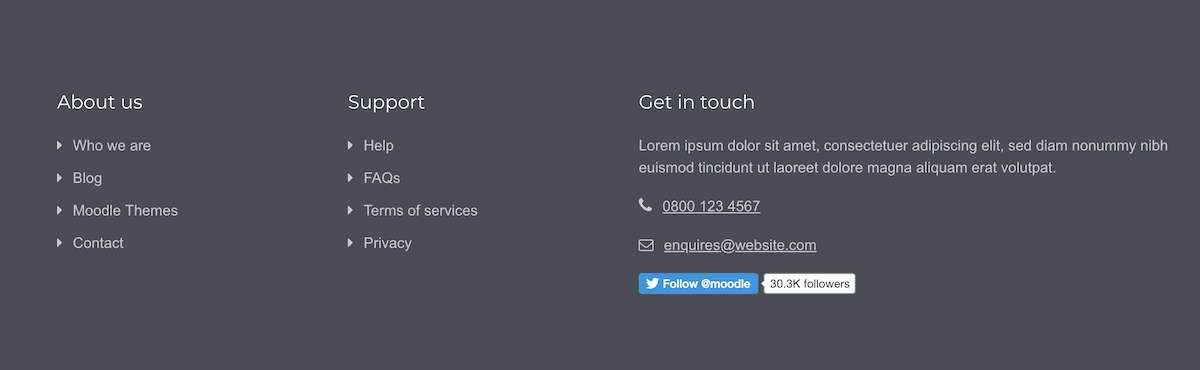 About us
Who we are
Blog
Moodle Themes
Contact
Support
Help
FAQs
Terms of services
Privacy
Get in touch
Lorem ipsum dolor sit amet, consectetuer adipiscing elit, sed diam nonummy nibh
euismod tincidunt ut laoreet dolore magna aliquam erat volutpat.
0800 123 4567
enquires@website.com
Follow @moodle 30.3K followers